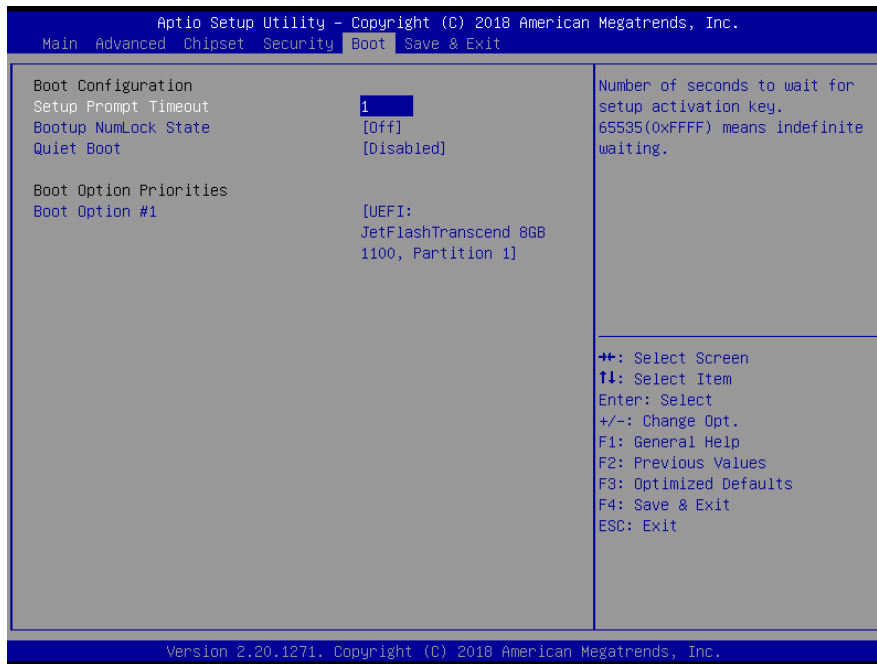 Aptio Setup Utility – Copyright (C) 2018 American Megatrends, Inc.
Main Advanced Chipset Security Boot Save & Exit
Boot Configuration
Setup Prompt Timeout 1
Bootup NumLock State [Off]
Quiet Boot [Disabled]
Boot Option Priorities
Boot Option #1 [UEFI:
JetFlashTranscend 8GB
1100, Partition 1]
Number of seconds to wait for
setup activation key.
65535(0xFFFF) means indefinite
waiting.
→←: Select Screen
↑↓: Select Item
Enter: Select
+/-: Change Opt.
F1: General Help
F2: Previous Values
F3: Optimized Defaults
F4: Save & Exit
ESC: Exit
Version 2.20.1271. Copyright (C) 2018 American Megatrends, Inc.